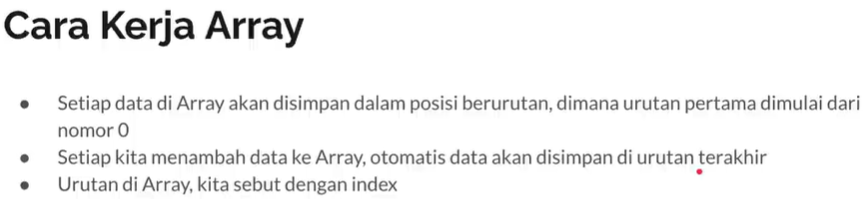 Cara Kerja Array
● Setiap data di Array akan disimpan dalam posisi berurutan, dimana urutan pertama dimulai dari
nomor 0
● Setiap kita menambah data ke Array, otomatis data akan disimpan di urutan terakhir
● Urutan di Array, kita sebut dengan index